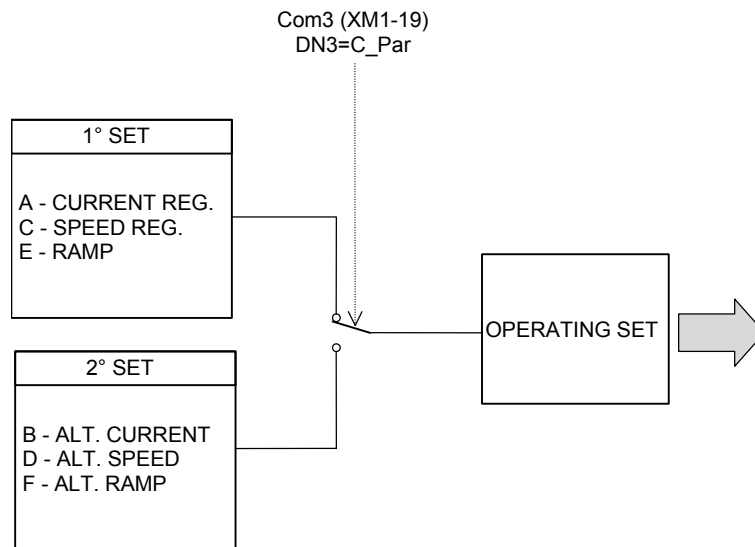 Com3 (XM1-19)
DN3=C_Par
1° SET
A - CURRENT REG.
C - SPEED REG.
E - RAMP
OPERATING SET
2° SET
B - ALT. CURRENT
D - ALT. SPEED
F - ALT. RAMP